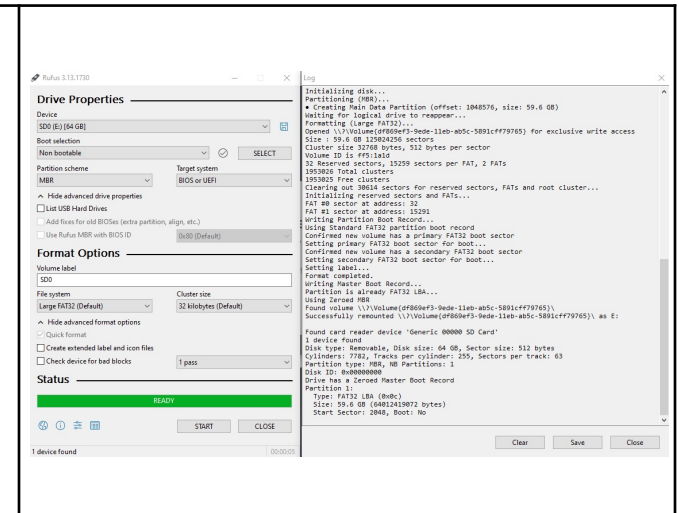 Rufus 3.13.1730
Drive Properties
Device
SD0 (E:) [64 GB]
Boot selection
Non bootable
SELECT
Partition scheme
Target system
MBR
BIOS or UEFI
Hide advanced drive properties
List USB Hard Drives
Add fixes for old BIOSes (extra partition, align, etc.)
Use Rufus MBR with BIOS ID
0x80 (Default)
Format Options
Volume label
SD0
File system
Cluster size
Large FAT32 (Default)
32 kilobytes (Default)
Hide advanced format options
Quick format
Create extended label and icon files
Check device for bad blocks
1 pass
Status
READY
START
CLOSE
1 device found
00:00:05
Log
Initializing disk...
Partitioning (MBR)...
● Creating Main Data Partition (offset: 1048576, size: 59.6 GB)
Waiting for logical drive to reappear...
Formatting (Large FAT32)...
Opened \\?\Volume{df869ef3-9ede-11eb-ab5c-5891cff79765} for exclusive write access
Size : 59.6 GB 125024256 sectors
Cluster size 32768 bytes, 512 bytes per sector
Volume ID is ff5:1a1d
32 Reserved sectors, 15259 sectors per FAT, 2 FATs
1953026 Total clusters
1953025 Free clusters
Clearing out 30614 sectors for reserved sectors, FATs and root cluster...
Initializing reserved sectors and FATs...
FAT #0 sector at address: 32
FAT #1 sector at address: 15291
Writing Partition Boot Record...
Using Standard FAT32 partition boot record
Confirmed new volume has a primary FAT32 boot sector
Setting primary FAT32 boot sector for boot...
Confirmed new volume has a secondary FAT32 boot sector
Setting secondary FAT32 boot sector for boot...
Setting label...
Format completed.
Writing Master Boot Record...
Partition is already FAT32 LBA...
Using Zeroed MBR
Found volume \\?\Volume{df869ef3-9ede-11eb-ab5c-5891cff79765}\
Successfully remounted \\?\Volume{df869ef3-9ede-11eb-ab5c-5891cff79765}\ as E:
Found card reader device 'Generic 00000 SD Card'
1 device found
Disk type: Removable, Disk size: 64 GB, Sector size: 512 bytes
Cylinders: 7782, Tracks per cylinder: 255, Sectors per track: 63
Partition type: MBR, NB Partitions: 1
Disk ID: 0x00000000
Drive has a Zeroed Master Boot Record
Partition 1:
Type: FAT32 LBA (0x0c)
Size: 59.6 GB (64012419072 bytes)
Start Sector: 2048, Boot: No
Clear
Save
Close